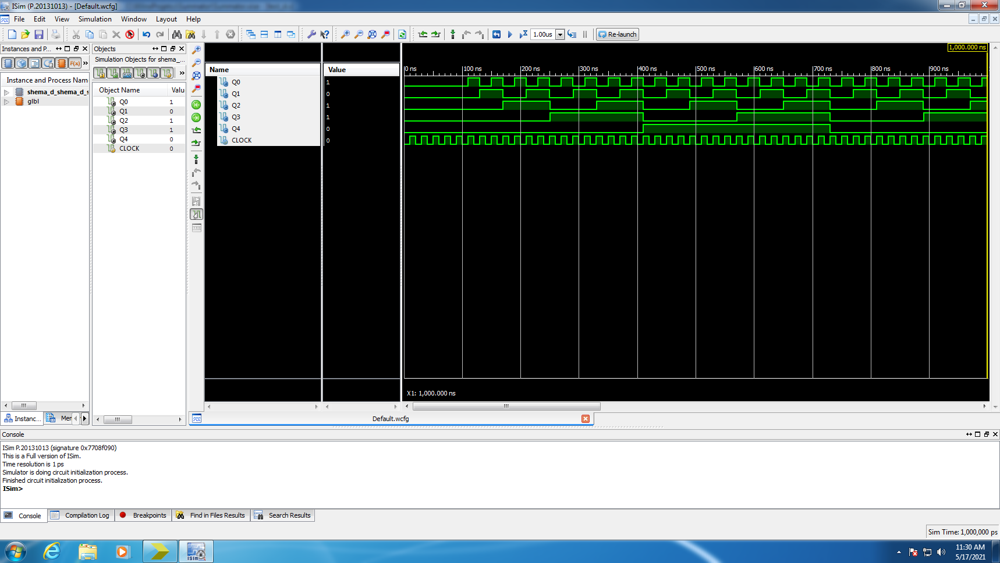 ISim (P.20131013) - [Default.wcfg]
File Edit View Simulation Window Layout Help
1.00us Re-launch
Instances and P...
Instance and Process Nam
shema_d_shema_d_s
glbl
Instanc... Mer
Objects
Simulation Objects for shema_...
Object Name Valu
Q0 1
Q1 0
Q2 1
Q3 1
Q4 0
CLOCK 0
Name Value
Q0 1
Q1 0
Q2 1
Q3 1
Q4 0
CLOCK 0
1,000.000 ns
0 ns 100 ns 200 ns 300 ns 400 ns 500 ns 600 ns 700 ns 800 ns 900 ns
X1: 1,000.000 ns
Default.wcfg
Console
ISim P.20131013 (signature 0x7708f090)
This is a Full version of ISim.
Time resolution is 1 ps
Simulator is doing circuit initialization process.
Finished circuit initialization process.
ISim>
Console Compilation Log Breakpoints Find in Files Results Search Results
Sim Time: 1,000,000 ps
ISim
11:30 AM
5/17/2021